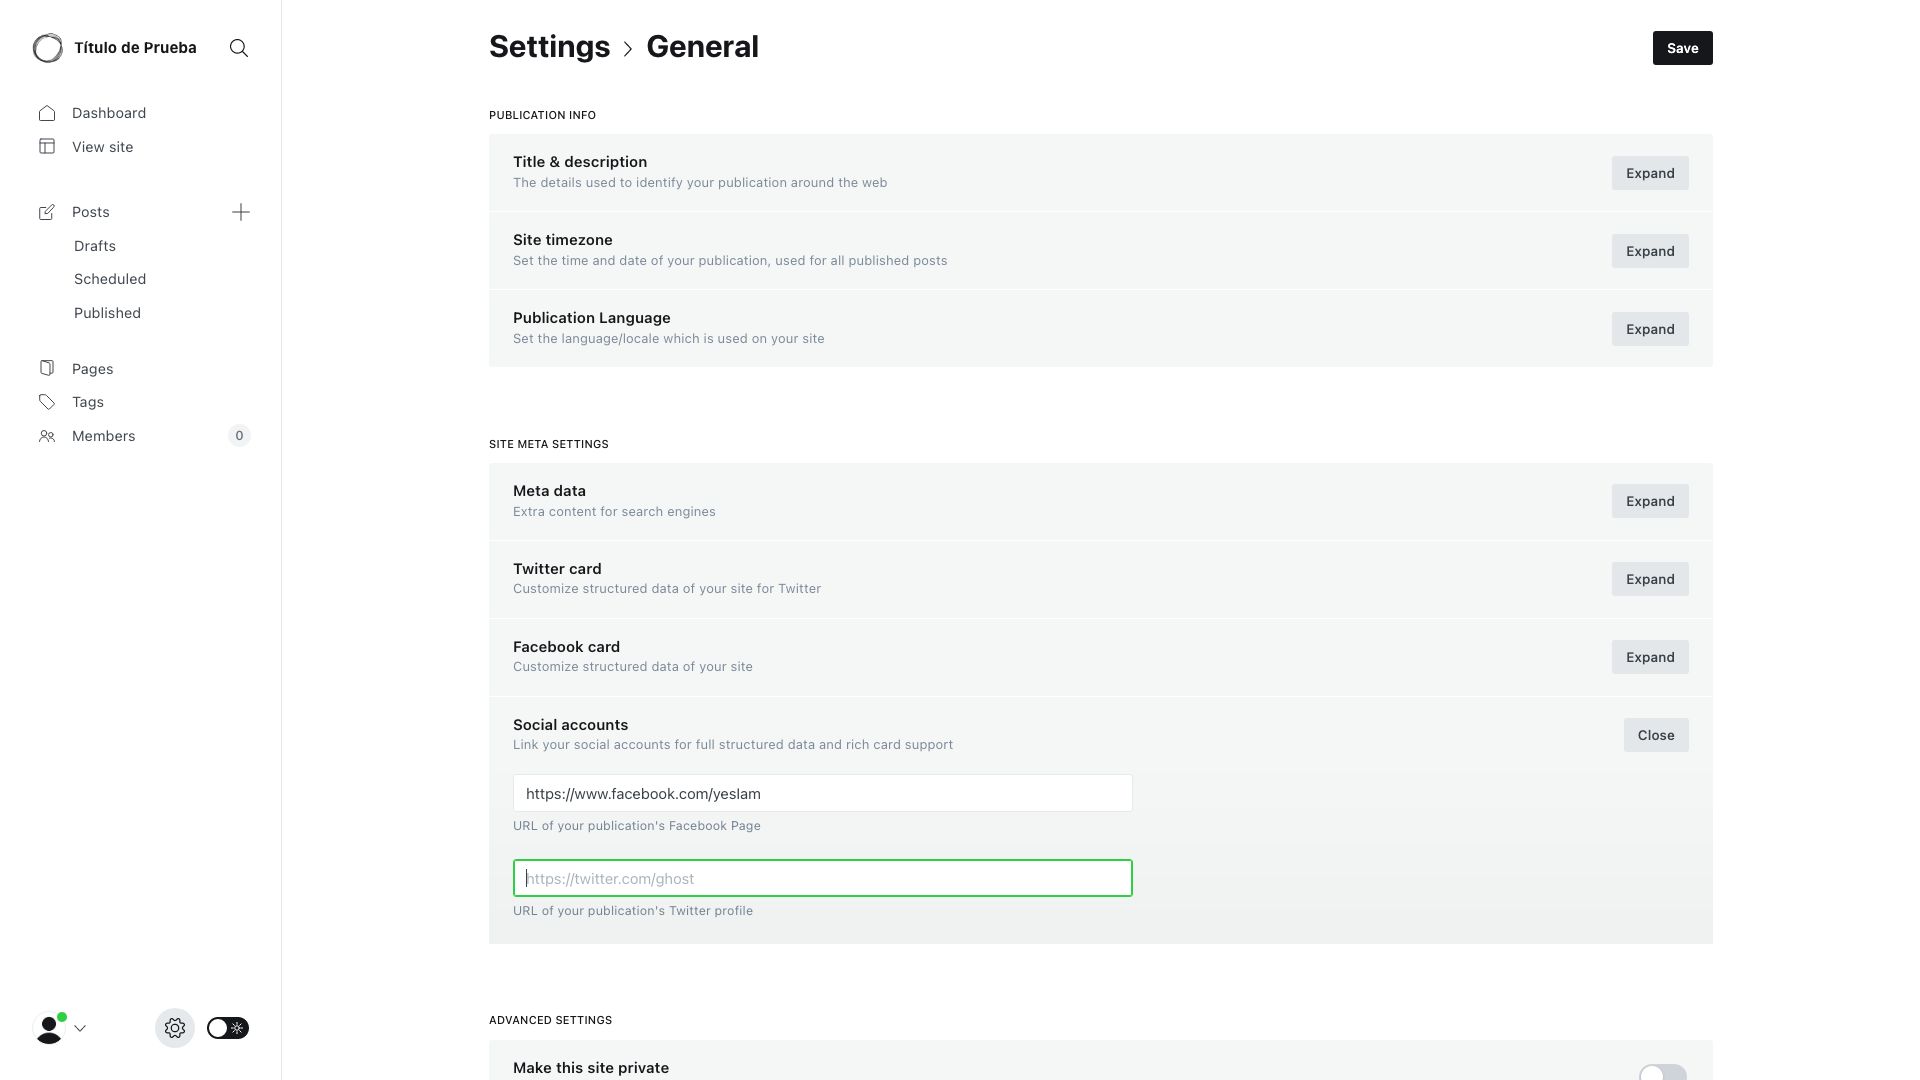 Título de Prueba
Dashboard
View site
Posts
Drafts
Scheduled
Published
Pages
Tags
Members
0
Settings > General
Save
PUBLICATION INFO
Title & description
The details used to identify your publication around the web
Expand
Site timezone
Set the time and date of your publication, used for all published posts
Expand
Publication Language
Set the language/locale which is used on your site
Expand
SITE META SETTINGS
Meta data
Extra content for search engines
Expand
Twitter card
Customize structured data of your site for Twitter
Expand
Facebook card
Customize structured data of your site
Expand
Social accounts
Link your social accounts for full structured data and rich card support
Close
https://www.facebook.com/yeslam
URL of your publication's Facebook Page
https://twitter.com/ghost
URL of your publication's Twitter profile
ADVANCED SETTINGS
Make this site private